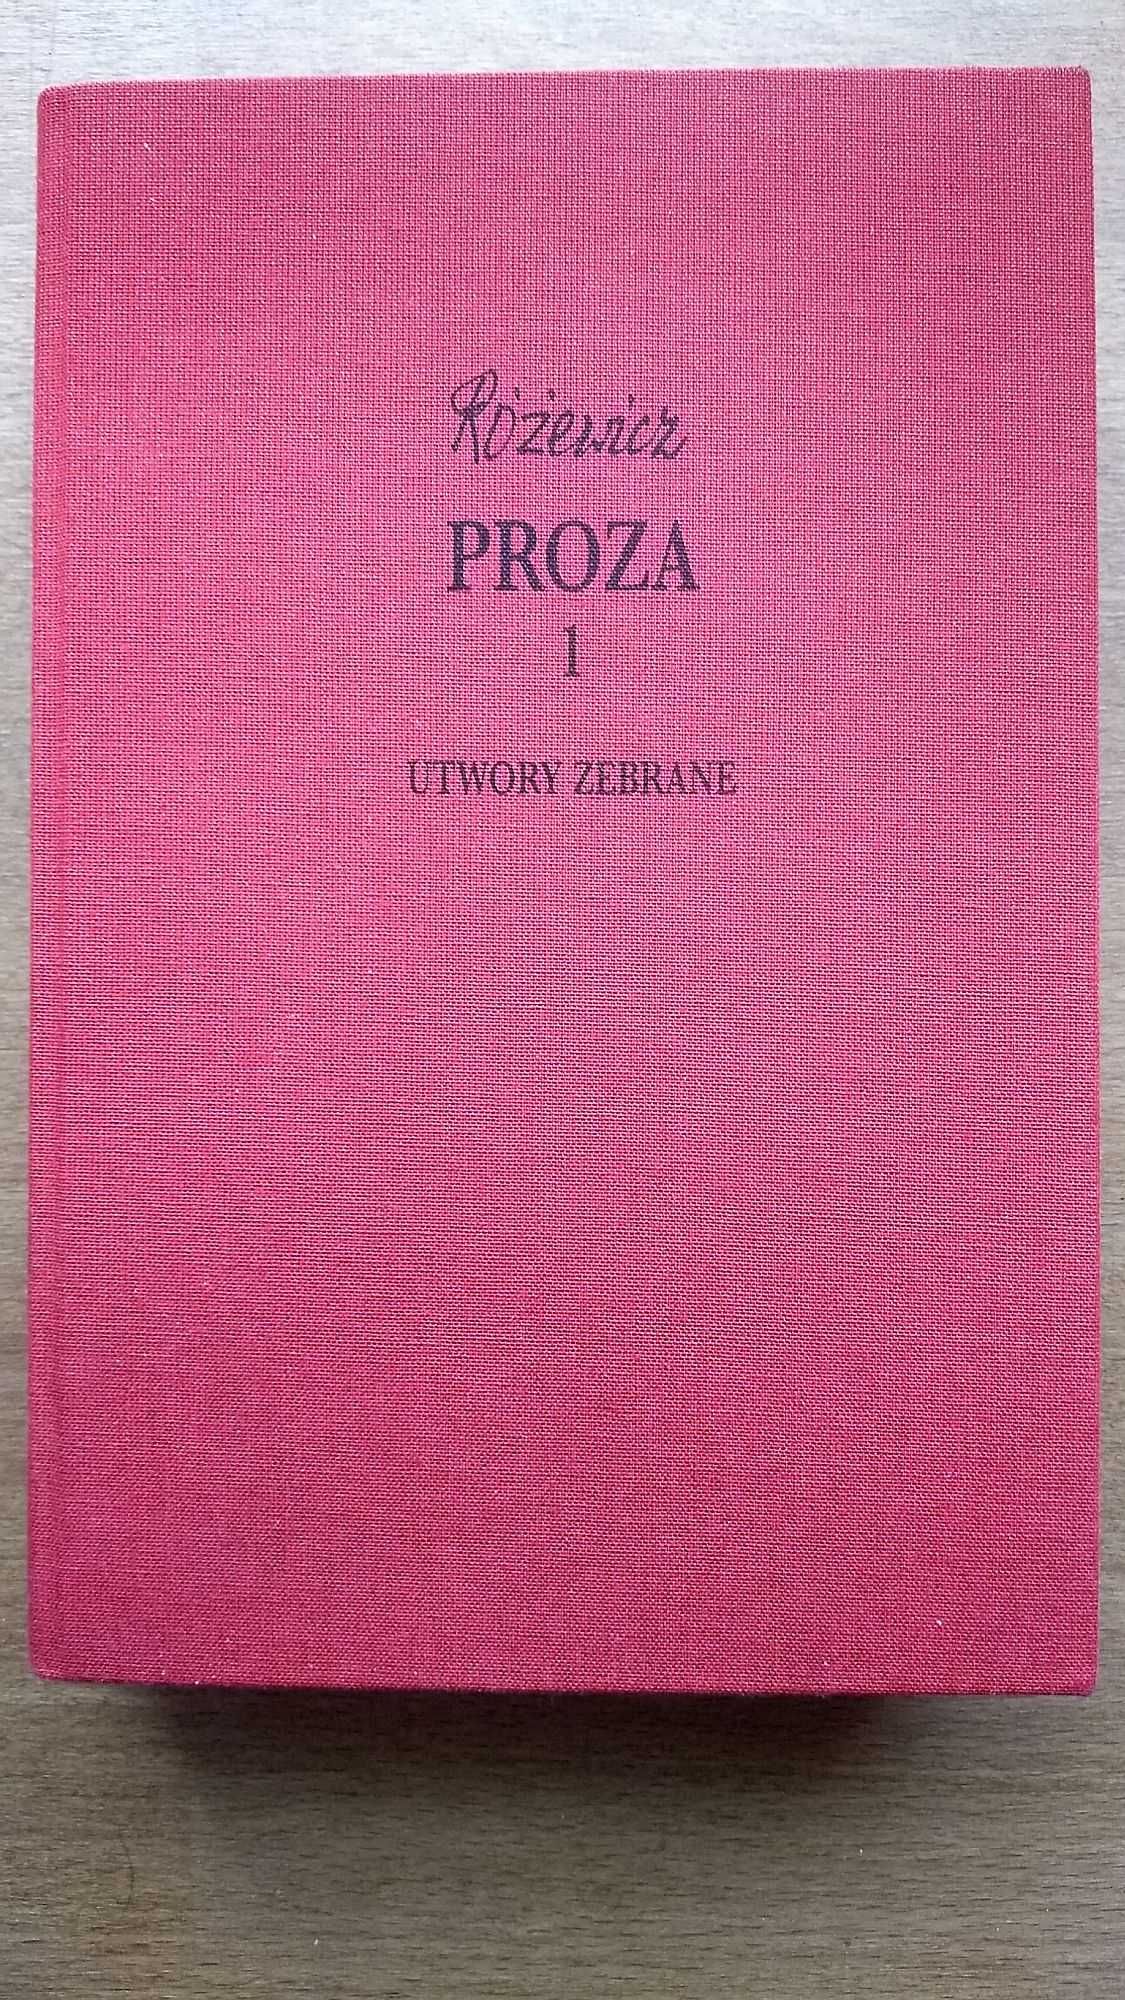 Różewicz
PROZA
1
UTWORY ZEBRANE